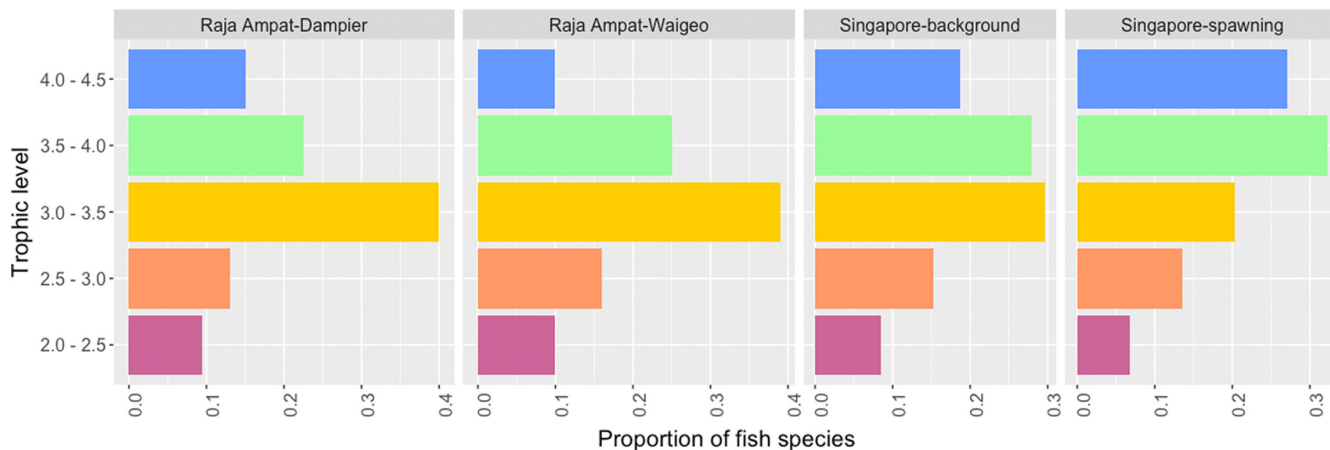 Raja Ampat-Dampier
Raja Ampat-Waigeo
Singapore-background
Singapore-spawning
Trophic level
4.0 - 4.5
3.5 - 4.0
3.0 - 3.5
2.5 - 3.0
2.0 - 2.5
0.0 0.1 0.2 0.3 0.4
0.0 0.1 0.2 0.3 0.4
0.0 0.1 0.2 0.3
0.0 0.1 0.2 0.3
Proportion of fish species